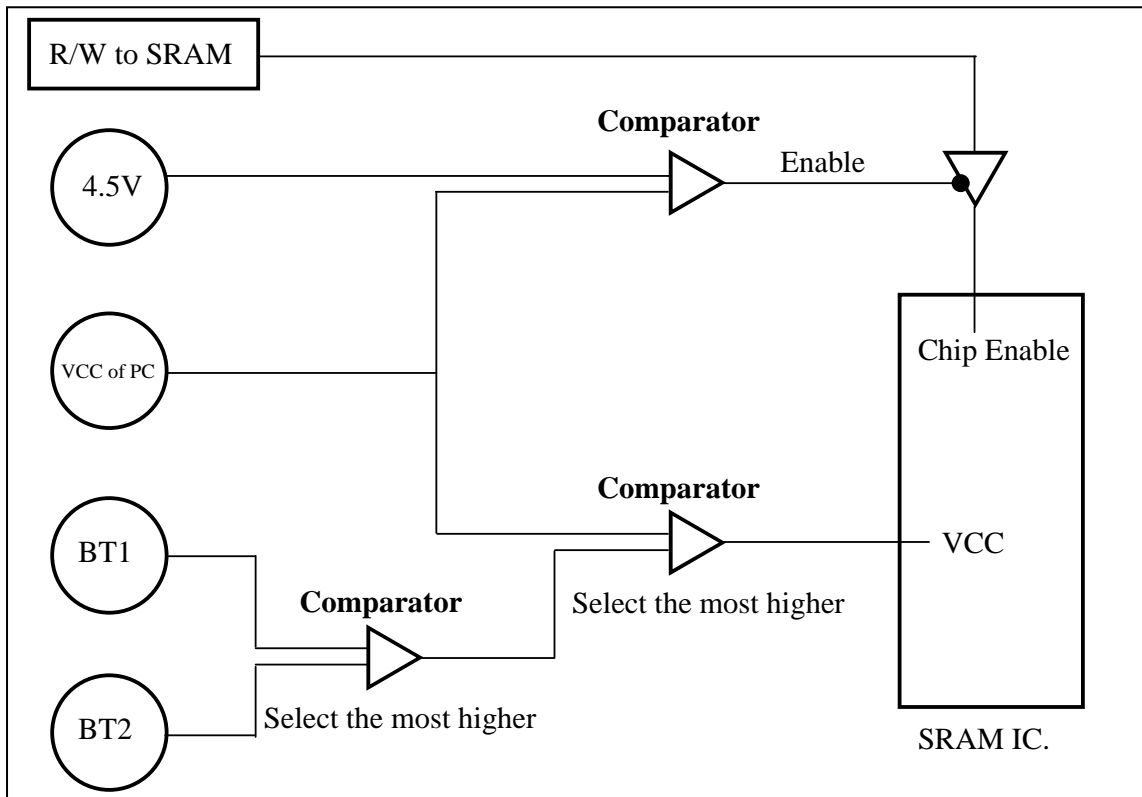 R/W to SRAM
Comparator
4.5V
Enable
VCC of PC
Chip Enable
Comparator
BT1
VCC
Comparator
Select the most higher
BT2
Select the most higher
SRAM IC.